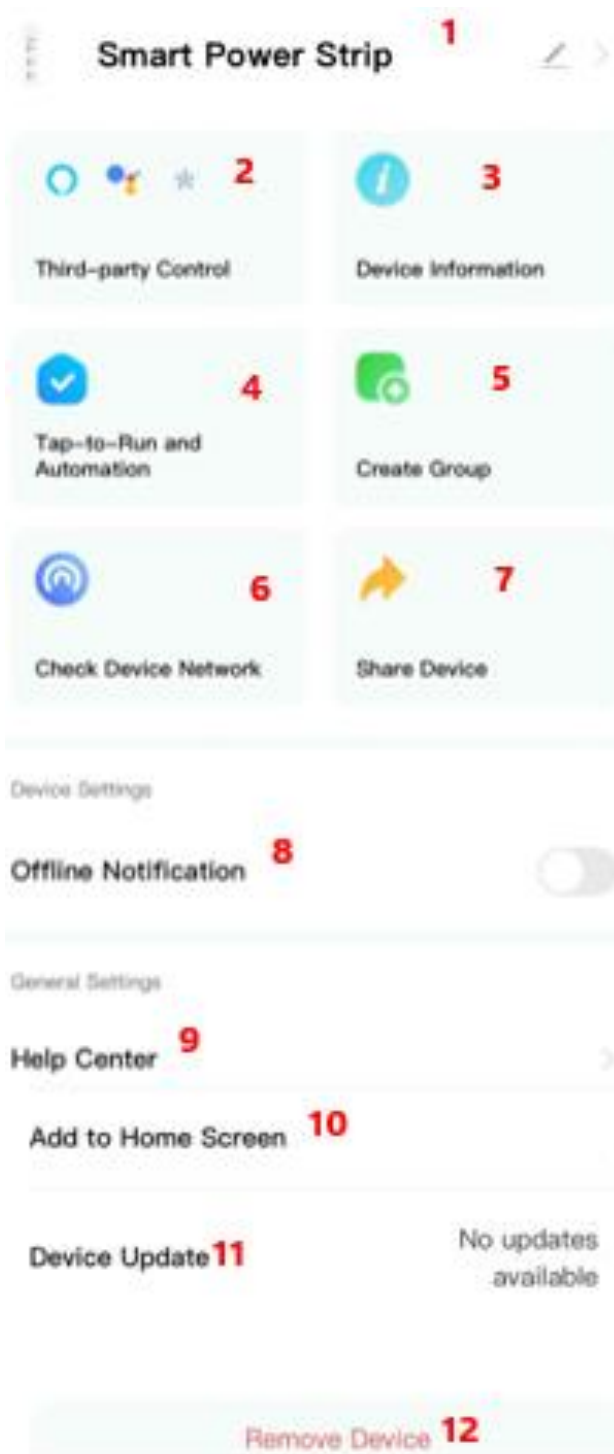 Smart Power Strip 1
2 3
Third-party Control Device Information
4 5
Tap-to-Run and
Automation Create Group
6 7
Check Device Network Share Device
Device Settings
Offline Notification 8
General Settings
Help Center 9
Add to Home Screen 10
Device Update 11 No updates
available
Remove Device 12